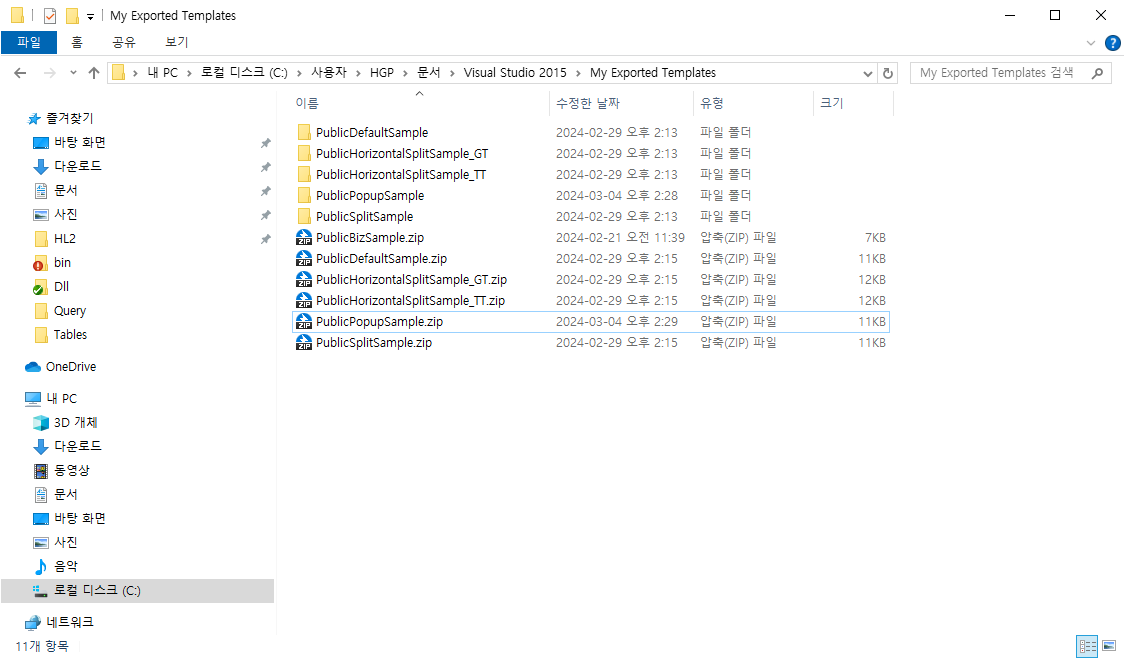 My Exported Templates
파일 홈 공유 보기
내 PC 로컬 디스크 (C:) 사용자 HGP 문서 Visual Studio 2015 My Exported Templates My Exported Templates 검색
이름 수정한 날짜 유형 크기
즐겨찾기
바탕 화면
다운로드
문서
사진
HL2
bin
Dll
Query
Tables
OneDrive
내 PC
3D 개체
다운로드
동영상
문서
바탕 화면
사진
음악
로컬 디스크 (C:)
네트워크
PublicDefaultSample 2024-02-29 오후 2:13 파일 폴더
PublicHorizontalSplitSample_GT 2024-02-29 오후 2:13 파일 폴더
PublicHorizontalSplitSample_TT 2024-02-29 오후 2:13 파일 폴더
PublicPopupSample 2024-03-04 오후 2:28 파일 폴더
PublicSplitSample 2024-02-29 오후 2:13 파일 폴더
PublicBizSample.zip 2024-02-21 오전 11:39 압축(ZIP) 파일 7KB
PublicDefaultSample.zip 2024-02-29 오후 2:15 압축(ZIP) 파일 11KB
PublicHorizontalSplitSample_GT.zip 2024-02-29 오후 2:15 압축(ZIP) 파일 12KB
PublicHorizontalSplitSample_TT.zip 2024-02-29 오후 2:15 압축(ZIP) 파일 12KB
PublicPopupSample.zip 2024-03-04 오후 2:29 압축(ZIP) 파일 11KB
PublicSplitSample.zip 2024-02-29 오후 2:15 압축(ZIP) 파일 11KB
11개 항목